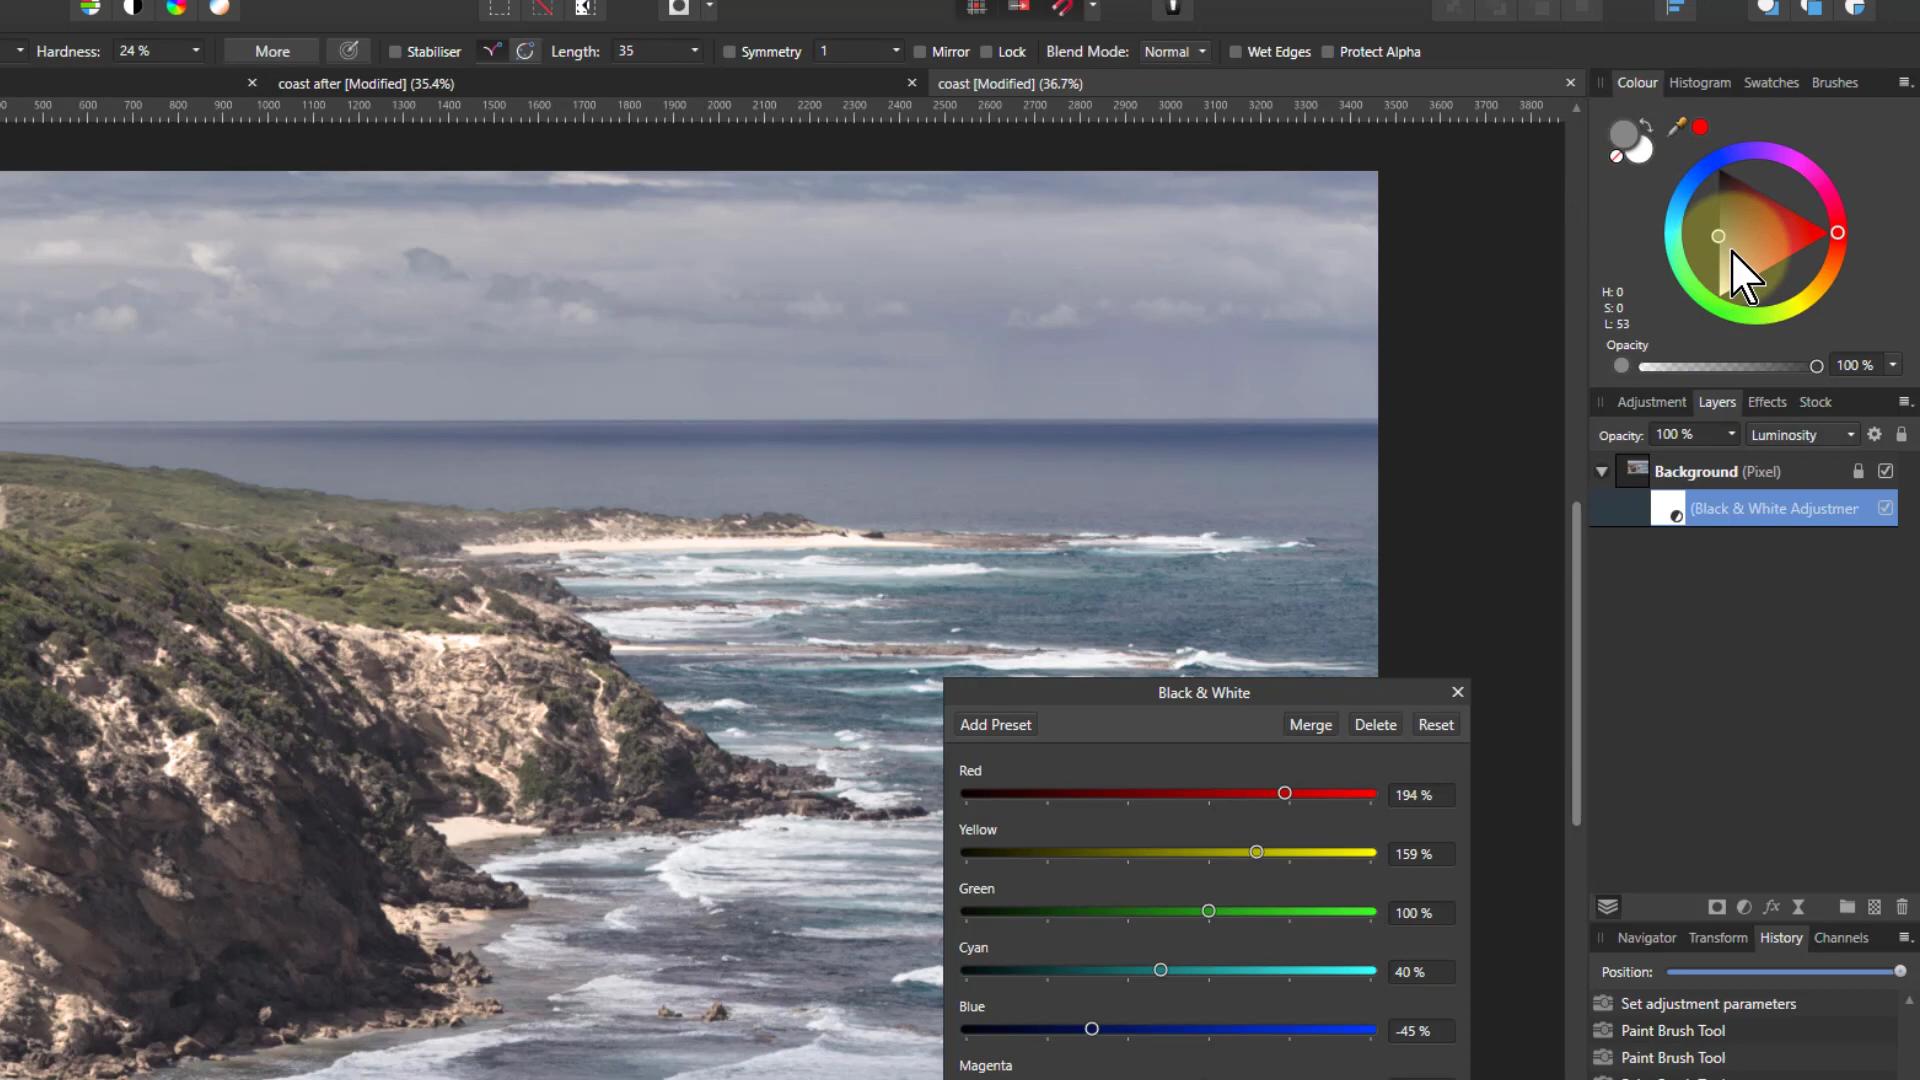 Hardness: 24 % More Stabiliser Length: 35 Symmetry 1 Mirror Lock Blend Mode: Normal Wet Edges Protect Alpha
coast after [Modified] (35.4%) coast [Modified] (36.7%)
500 600 700 800 900 1000 1100 1200 1300 1400 1500 1600 1700 1800 1900 2000 2100 2200 2300 2400 2500 2600 2700 2800 2900 3000 3100 3200 3300 3400 3500 3600 3700 3800
Colour Histogram Swatches Brushes
H: 0
S: 0
L: 53
Opacity
100 %
Adjustment Layers Effects Stock
Opacity: 100 % Luminosity
Background (Pixel)
(Black & White Adjustmer
Black & White
Add Preset Merge Delete Reset
Red
194 %
Yellow
159 %
Green
100 %
Cyan
40 %
Blue
-45 %
Magenta
fx
Navigator Transform History Channels
Position:
Set adjustment parameters
Paint Brush Tool
Paint Brush Tool